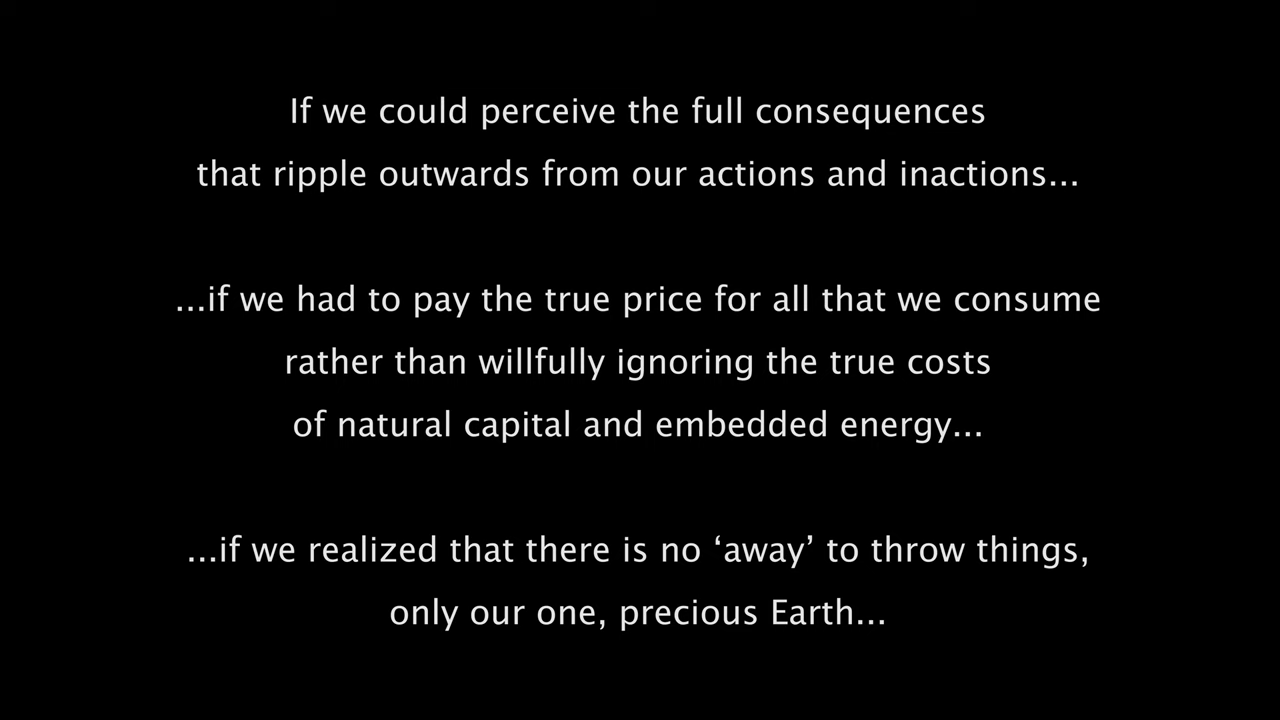 If we could perceive the full consequences
that ripple outwards from our actions and inactions...
...if we had to pay the true price for all that we consume
rather than willfully ignoring the true costs
of natural capital and embedded energy...
...if we realized that there is no ‘away’ to throw things,
only our one, precious Earth...